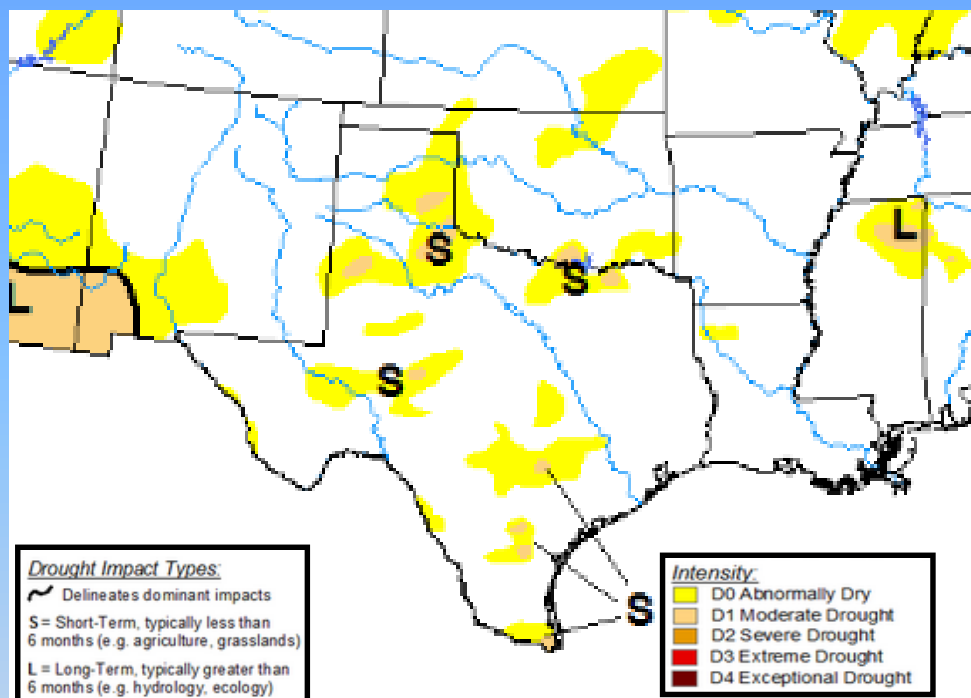 L
S
S
L
S
S
Drought Impact Types:
Delineates dominant impacts
S = Short-Term, typically less than
6 months (e.g. agriculture, grasslands)
L = Long-Term, typically greater than
6 months (e.g. hydrology, ecology)
Intensity:
D0 Abnormally Dry
D1 Moderate Drought
D2 Severe Drought
D3 Extreme Drought
D4 Exceptional Drought